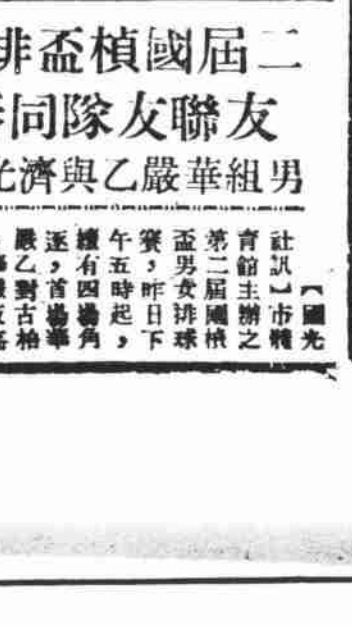 二屆國楨盃排
友聯友隊同
男組華嚴乙與濟光
【國光
社訊】市體
育館主辦之
第二屆國楨
盃男女排球
賽，昨日下
午五時起，
續有四場角
逐，首場華
嚴乙對古柏